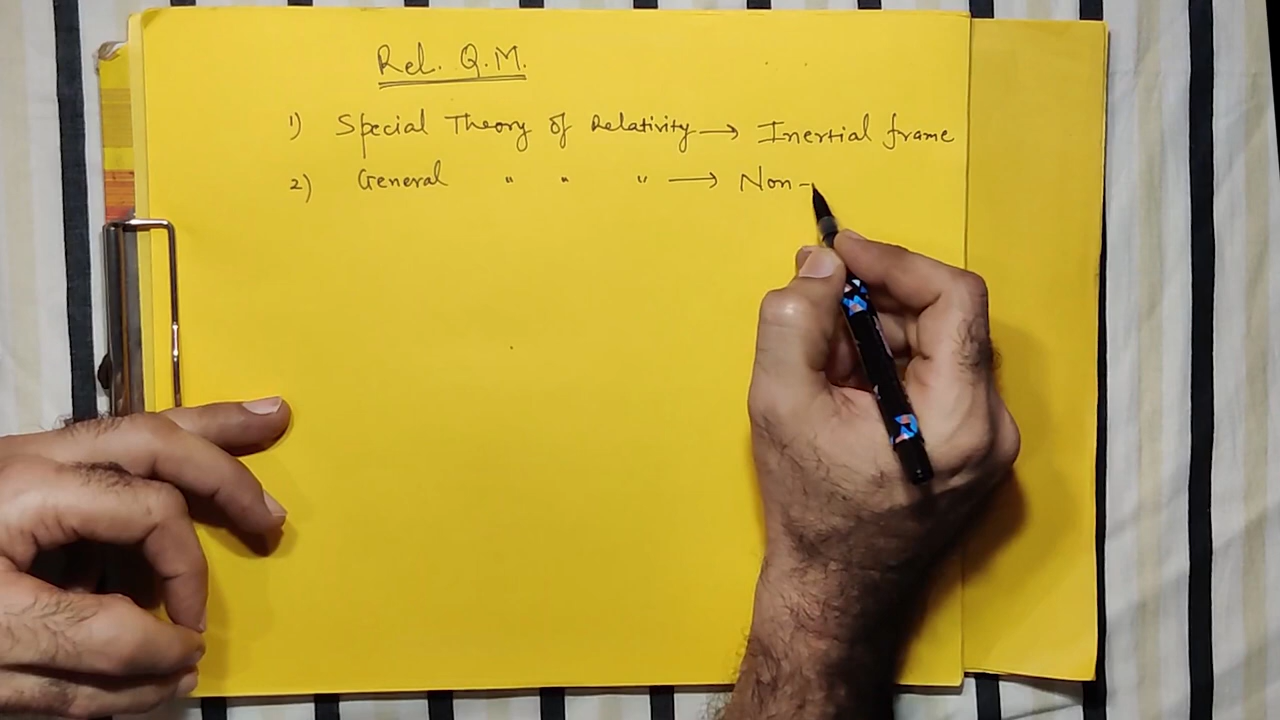 Rel. Q.M.
1) Special Theory of Relativity → Inertial frame
2) General " " " → Non-